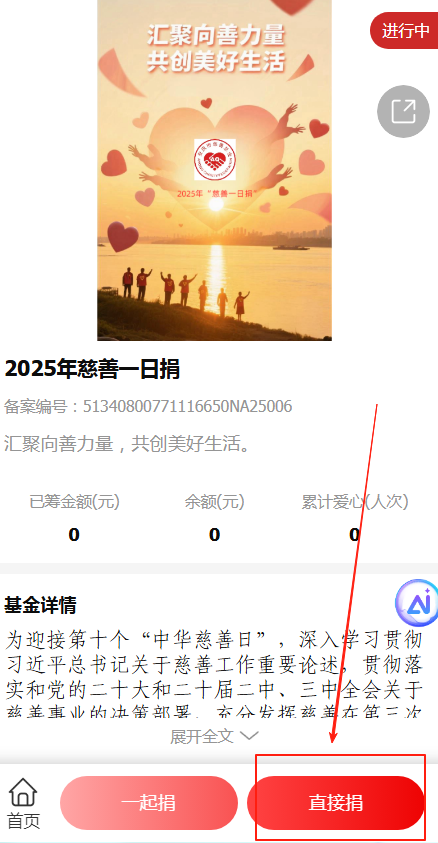 汇聚向善力量
共创美好生活
进行中
2025年“慈善一日捐”
2025年慈善一日捐
备案编号：51340800771116650NA25006
汇聚向善力量，共创美好生活。
已筹金额(元) 余额(元) 累计爱心(人次)
0 0 0
基金详情
为迎接第十个“中华慈善日”，深入学习贯彻
习近平总书记关于慈善工作重要论述，贯彻落
实和党的二十大和二十届二中、三中全会关于
慈善事业的决策部署，充分发挥慈善在第三次
展开全文
首页 一起捐 直接捐